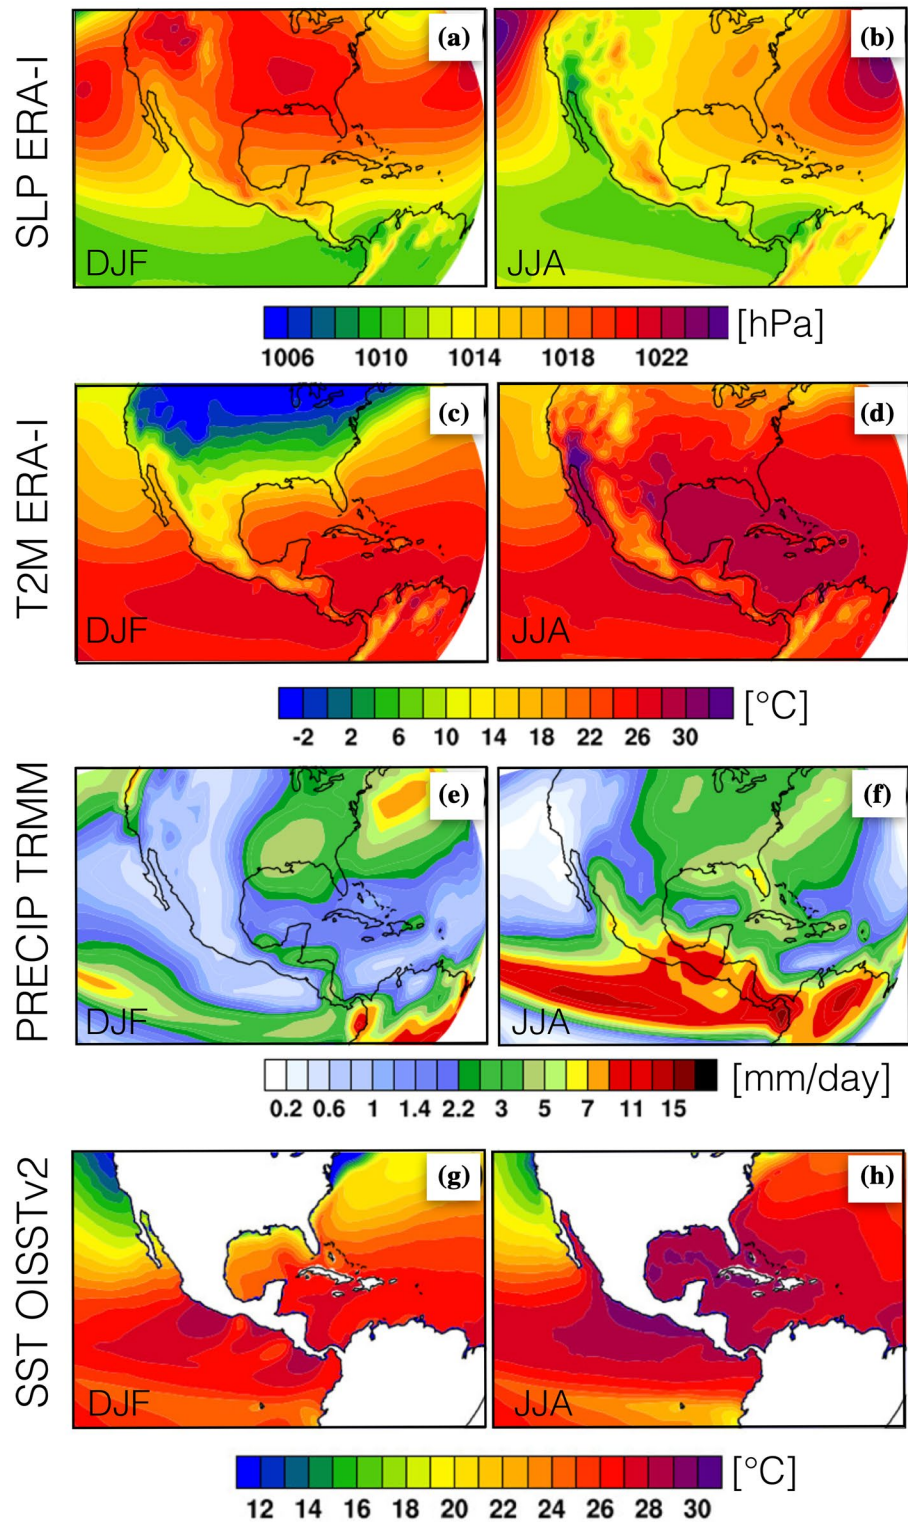 SLP ERA-I
(a)
(b)
DJF
JJA
1006 1010 1014 1018 1022 [hPa]
T2M ERA-I
(c)
(d)
DJF
JJA
-2 2 6 10 14 18 22 26 30 [°C]
PRECIP TRMM
(e)
(f)
DJF
JJA
0.2 0.6 1 1.4 2.2 3 5 7 11 15 [mm/day]
SST OISSTv2
(g)
(h)
DJF
JJA
12 14 16 18 20 22 24 26 28 30 [°C]